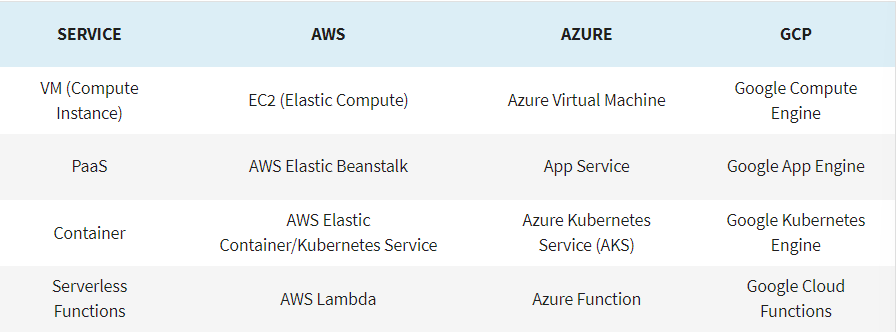 SERVICE AWS AZURE GCP
VM (Compute Instance) EC2 (Elastic Compute) Azure Virtual Machine Google Compute Engine
PaaS AWS Elastic Beanstalk App Service Google App Engine
Container AWS Elastic Container/Kubernetes Service Azure Kubernetes Service (AKS) Google Kubernetes Engine
Serverless Functions AWS Lambda Azure Function Google Cloud Functions